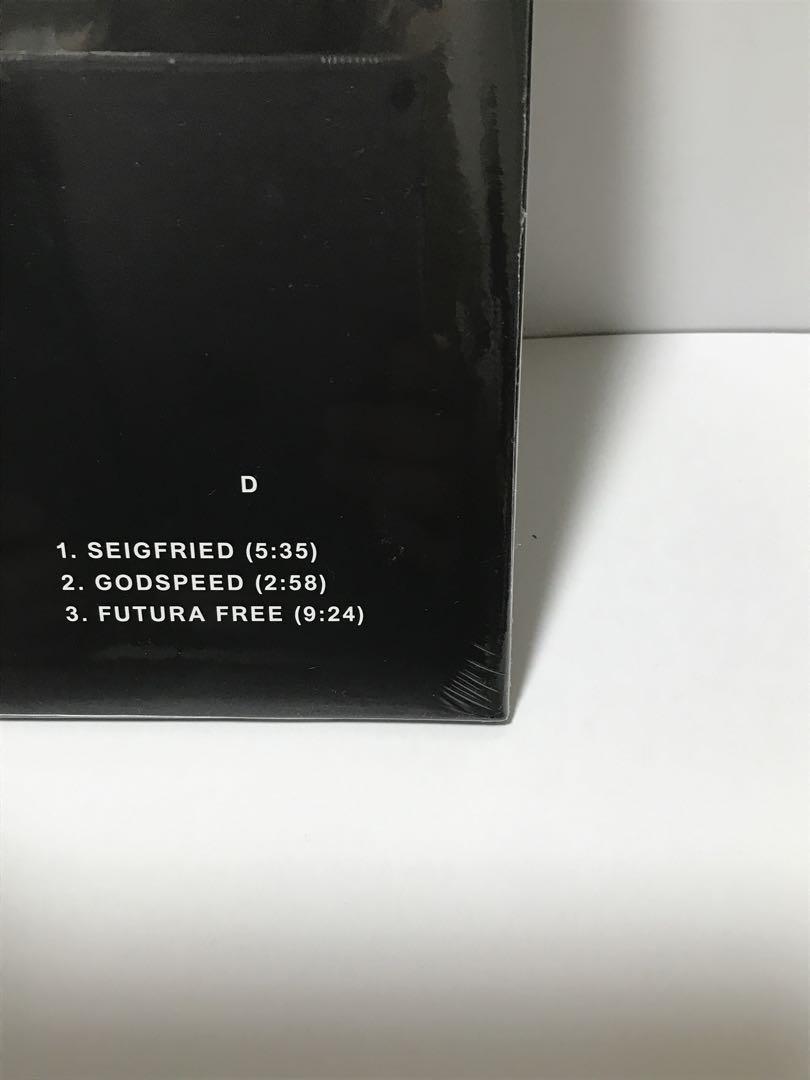 D
1. SEIGFRIED (5:35)
2. GODSPEED (2:58)
3. FUTURA FREE (9:24)